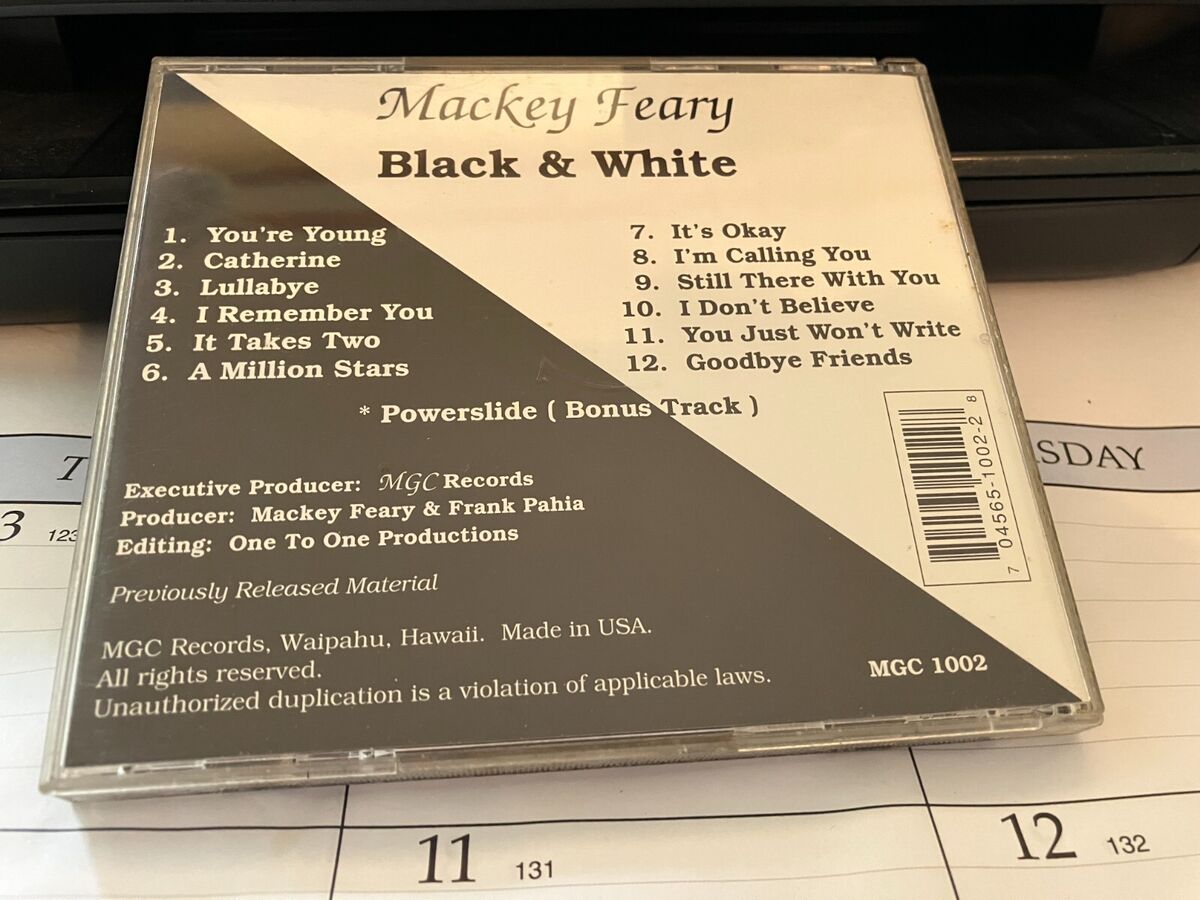 Mackey Feary
Black & White
1. You're Young
2. Catherine
3. Lullabye
4. I Remember You
5. It Takes Two
6. A Million Stars
7. It's Okay
8. I'm Calling You
9. Still There With You
10. I Don't Believe
11. You Just Won't Write
12. Goodbye Friends
* Powerslide ( Bonus Track )
Executive Producer: MGC Records
Producer: Mackey Feary & Frank Pahia
Editing: One To One Productions
Previously Released Material
MGC Records, Waipahu, Hawaii. Made in USA.
All rights reserved.
Unauthorized duplication is a violation of applicable laws.
MGC 1002
7 04565-1002-2 8
T
SDAY
3 123
11 131
12 132